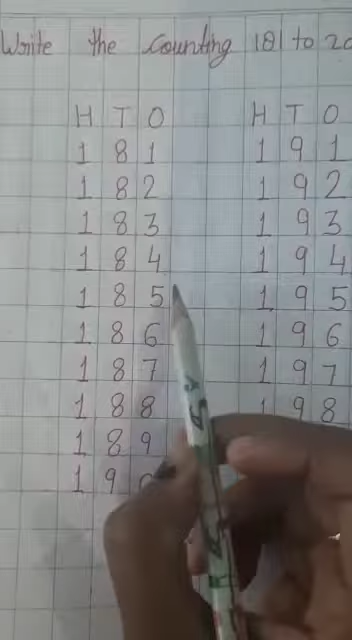 Write the Counting 181 to 20
H T O H T O
1 8 1 1 9 1
1 8 2 1 9 2
1 8 3 1 9 3
1 8 4 1 9 4
1 8 5 1 9 5
1 8 6 1 9 6
1 8 7 1 9 7
1 8 8 1 9 8
1 8 9
1 9